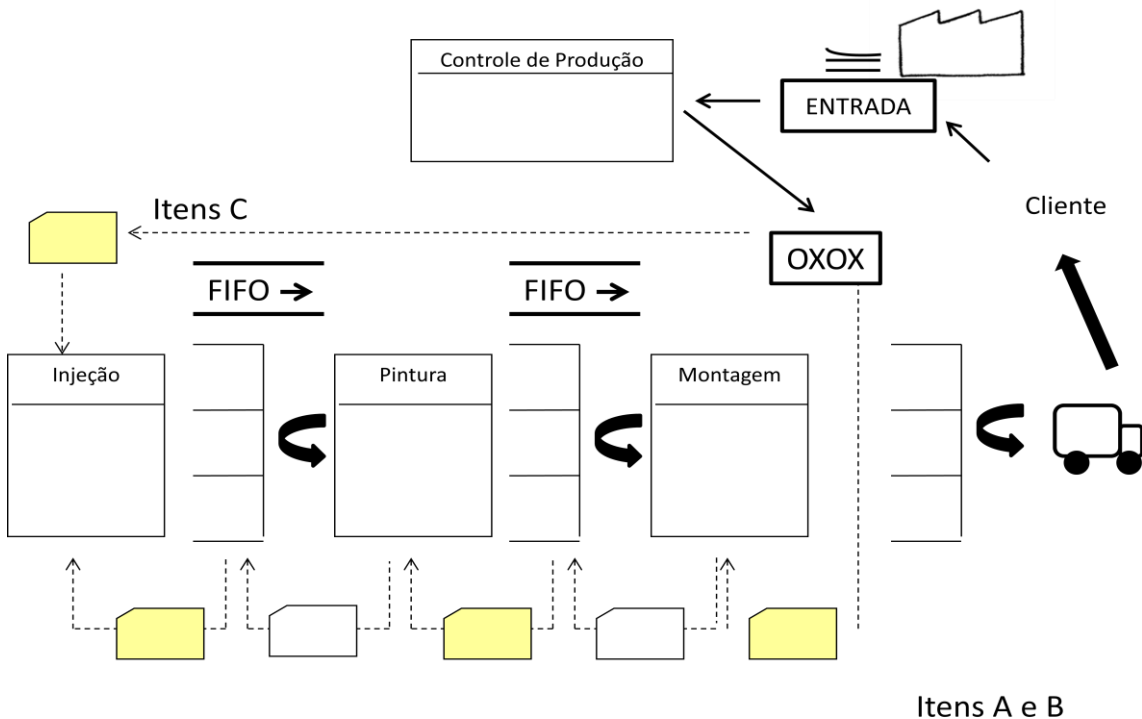 Controle de Produção
ENTRADA
Cliente
Itens C
OXOX
FIFO →
FIFO →
Injeção
Pintura
Montagem
Itens A e B